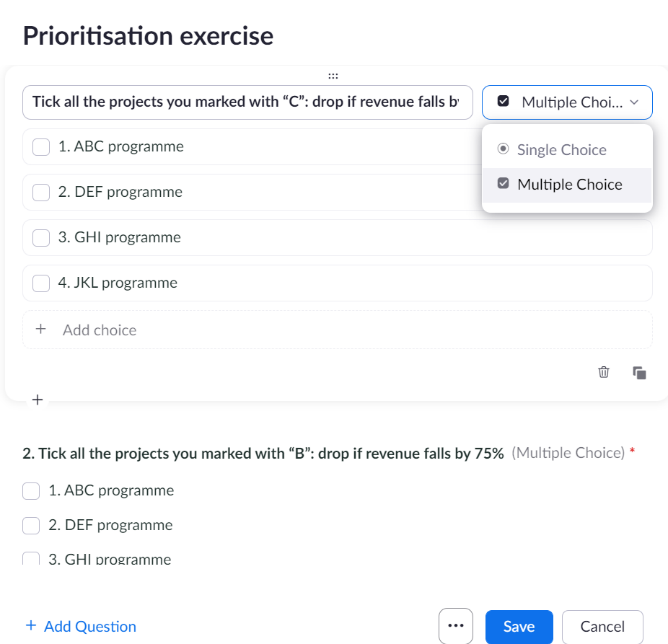 Prioritisation exercise
Tick all the projects you marked with “C”: drop if revenue falls
Multiple Choi...
1. ABC programme
Single Choice
2. DEF programme
Multiple Choice
3. GHI programme
4. JKL programme
+ Add choice
+
2. Tick all the projects you marked with “B”: drop if revenue falls by 75% (Multiple Choice) *
1. ABC programme
2. DEF programme
3. GHI programme
+ Add Question
...
Save
Cancel